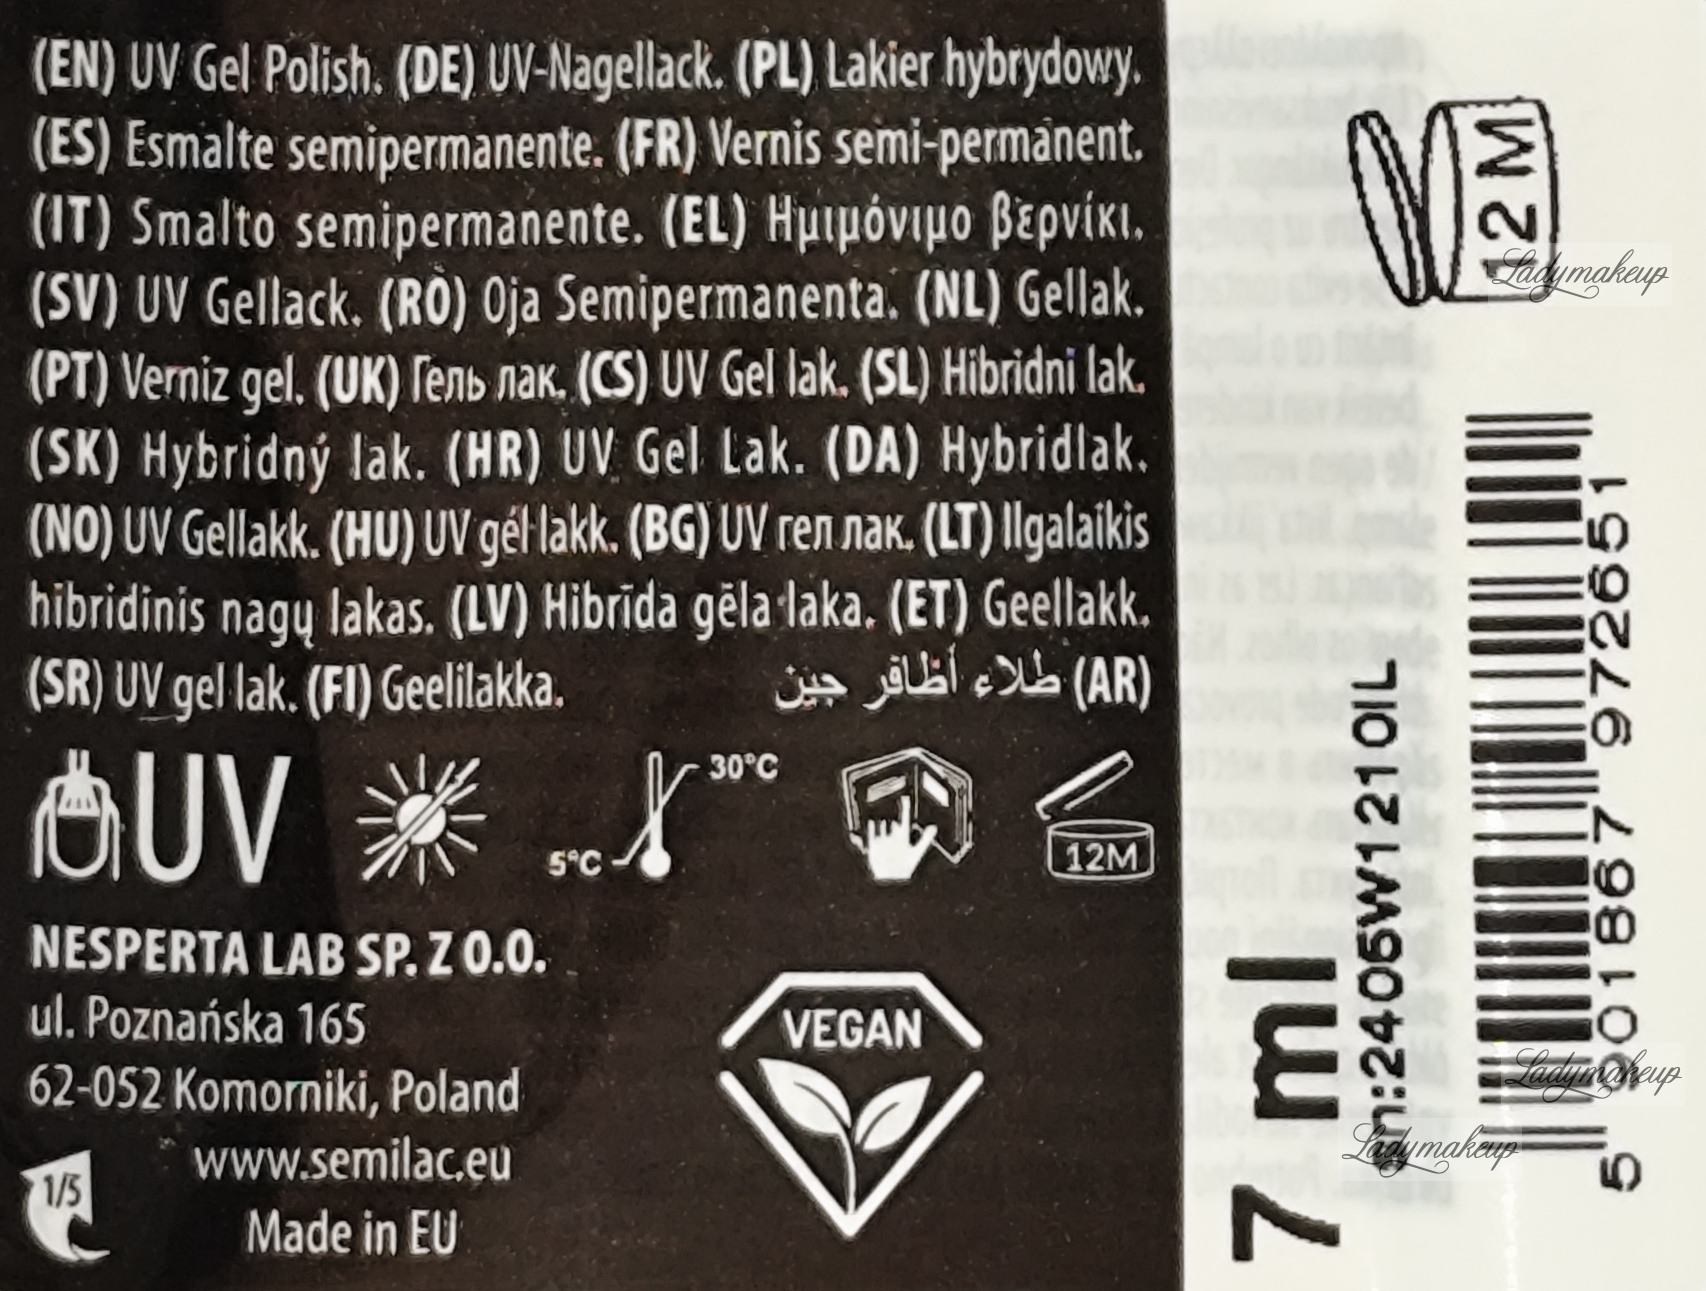 (EN) UV Gel Polish. (DE) UV-Nagellack. (PL) Lakier hybrydowy.
(ES) Esmalte semipermanente. (FR) Vernis semi-permanent.
(IT) Smalto semipermanente. (EL) Ημιμόνιμο βερνίκι.
(SV) UV Gellack. (RO) Oja Semipermanenta. (NL) Gellak.
(PT) Verniz gel. (UK) Гель лак. (CS) UV Gel lak. (SL) Hibridni lak.
(SK) Hybridný lak. (HR) UV Gel Lak. (DA) Hybridlak.
(NO) UV Gellakk. (HU) UV gél lakk. (BG) UV гел лак. (LT) Ilgalaikis
hibridinis nagų lakas. (LV) Hibrīda gēla laka. (ET) Geellakk.
(SR) UV gel lak. (FI) Geelilakka.
(AR) طلاء أظافر جين
UV
5°C 30°C
12M
NESPERTA LAB SP. Z O.O.
ul. Poznańska 165
62-052 Komorniki, Poland
www.semilac.eu
Made in EU
1/5
VEGAN
7 ml
12 M
5 901867 972651
Ladymakeup
Ladymakeup
Ladymakeup